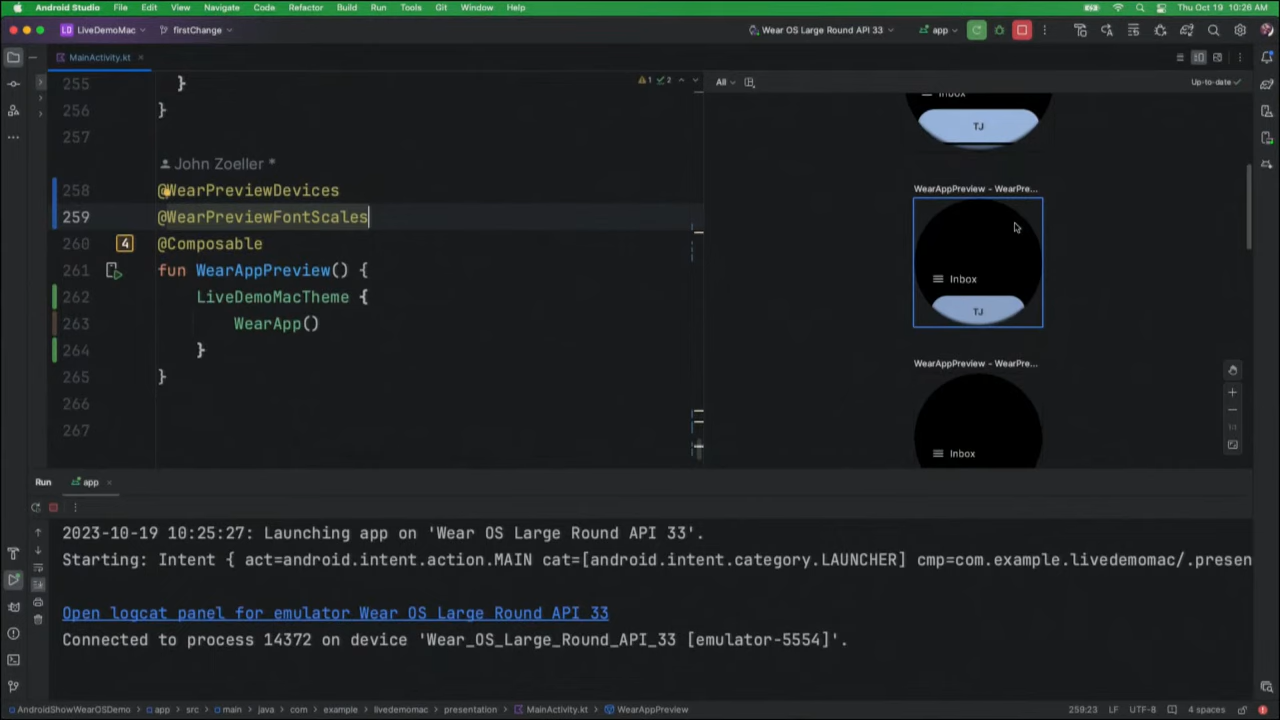 Android Studio File Edit View Navigate Code Refactor Build Run Tools Git Window Help Thu Oct 19 10:26 AM
LD LiveDemoMac firstChange Wear OS Large Round API 33 app
MainActivity.kt
255 }
256 }
257
John Zoeller *
258 @WearPreviewDevices
259 @WearPreviewFontScales
260 4 @Composable
261 fun WearAppPreview() {
262 LiveDemoMacTheme {
263 WearApp()
264 }
265 }
266
267
1 2
All Up-to-date
Inbox
TJ
WearAppPreview - WearPre...
Inbox
TJ
WearAppPreview - WearPre...
Inbox
1:1
Run app
2023-10-19 10:25:27: Launching app on 'Wear OS Large Round API 33'.
Starting: Intent { act=android.intent.action.MAIN cat=[android.intent.category.LAUNCHER] cmp=com.example.livedemomac/.presen
Open logcat panel for emulator Wear OS Large Round API 33
Connected to process 14372 on device 'Wear_OS_Large_Round_API_33 [emulator-5554]'.
AndroidShowWearOSDemo > app > src > main > java > com > example > livedemomac > presentation > MainActivity.kt > WearAppPreview 259:23 LF UTF-8 4 spaces